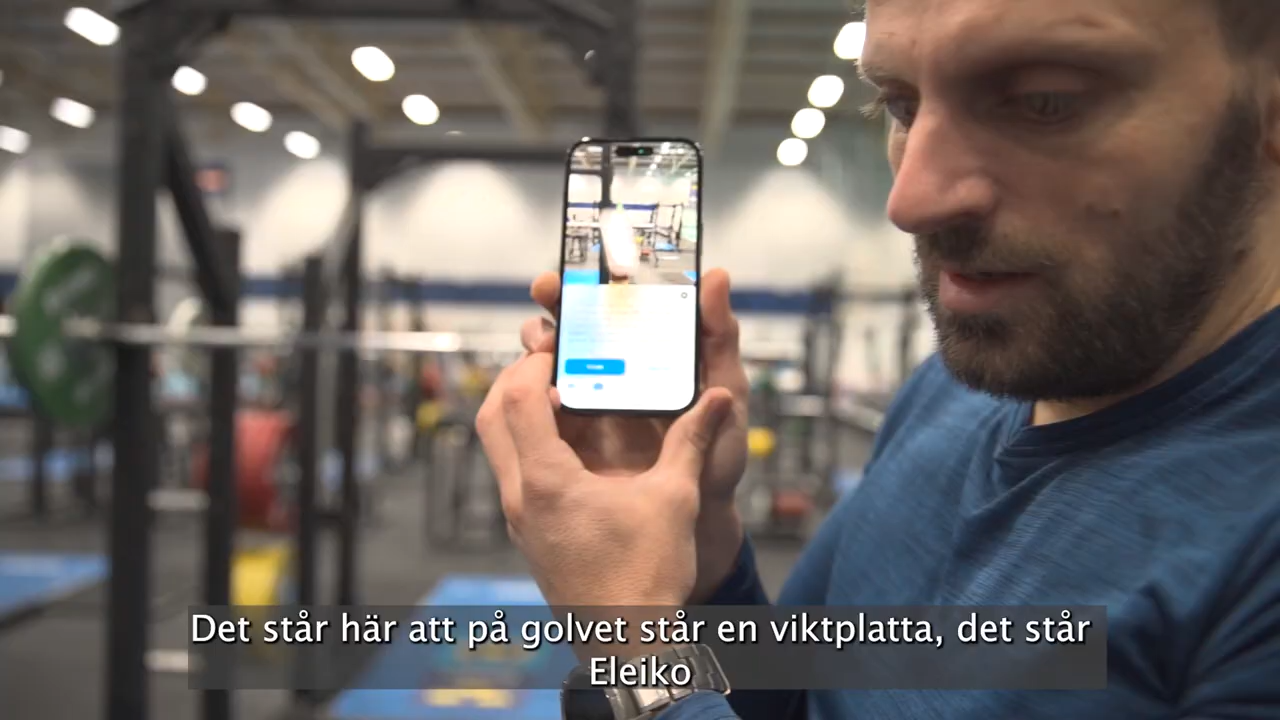 Det står här att på golvet står en viktplatta, det står
Eleiko